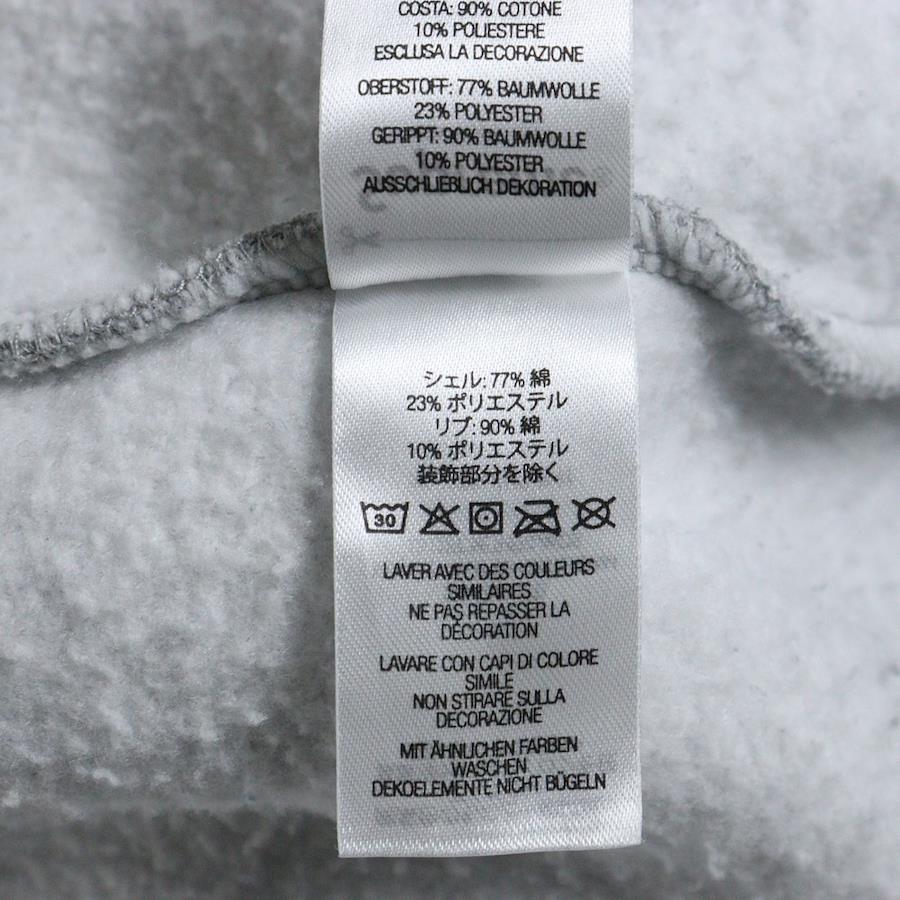 COSTA: 90% COTONE
10% POLIESTERE
ESCLUSA LA DECORAZIONE
OBERSTOFF: 77% BAUMWOLLE
23% POLYESTER
GERIPPT: 90% BAUMWOLLE
10% POLYESTER
AUSSCHLIEBLICH DEKORATION
シェル: 77% 綿
23% ポリエステル
リブ: 90% 綿
10% ポリエステル
装飾部分を除く
30
LAVER AVEC DES COULEURS
SIMILAIRES
NE PAS REPASSER LA
DÉCORATION
LAVARE CON CAPI DI COLORE
SIMILE
NON STIRARE SULLA
DECORAZIONE
MIT ÄHNLICHEN FARBEN
WASCHEN
DEKOELEMENTE NICHT BÜGELN